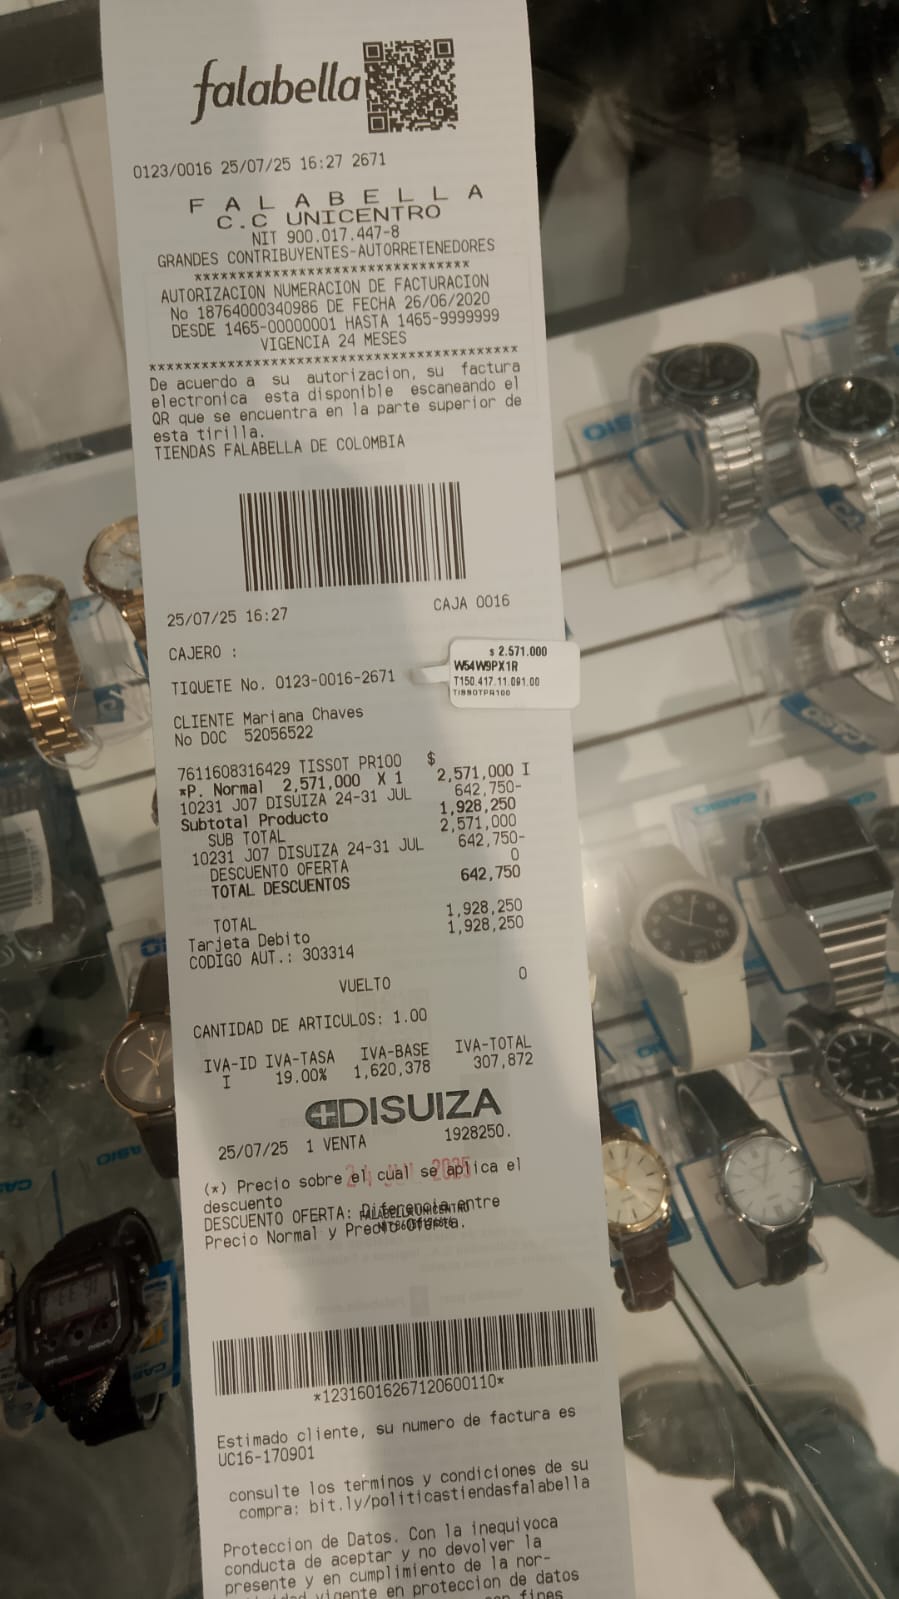 falabella
0123/0016 25/07/25 16:27 2671
F A L A B E L L A
C.C UNICENTRO
NIT 900.017.447-8
GRANDES CONTRIBUYENTES-AUTORRETENEDORES
*******************************
AUTORIZACION NUMERACION DE FACTURACION
No 18764000340986 DE FECHA 26/06/2020
DESDE 1465-00000001 HASTA 1465-9999999
VIGENCIA 24 MESES
******************************************
De acuerdo a su autorizacion, su factura
electronica esta disponible escaneando el
QR que se encuentra en la parte superior de
esta tirilla.
TIENDAS FALABELLA DE COLOMBIA
25/07/25 16:27 CAJA 0016
CAJERO :
TIQUETE No. 0123-0016-2671
$ 2.571.000
W54W9PX1R
T150.417.11.091.00
TISSOTPR100
CLIENTE Mariana Chaves
No DOC 52056522
7611608316429 TISSOT PR100 $
*P. Normal 2,571,000 X 1 2,571,000 I
10231 J07 DISUIZA 24-31 JUL 642,750-
Subtotal Producto 1,928,250
SUB TOTAL 2,571,000
10231 J07 DISUIZA 24-31 JUL 642,750-
DESCUENTO OFERTA 0
TOTAL DESCUENTOS 642,750
TOTAL 1,928,250
Tarjeta Debito 1,928,250
CODIGO AUT.: 303314
VUELTO 0
CANTIDAD DE ARTICULOS: 1.00
IVA-ID IVA-TASA IVA-BASE IVA-TOTAL
I 19.00% 1,620,378 307,872
DISUIZA
25/07/25 1 VENTA 1928250.
(*) Precio sobre el cual se aplica el
descuento
DESCUENTO OFERTA: Diferencia entre
Precio Normal y Precio Oferta.
2025
FALABELLA UNICENTRO
*12316016267120600110*
Estimado cliente, su numero de factura es
UC16-170901
consulte los terminos y condiciones de su
compra: bit.ly/politicastiendasfalabella
Proteccion de Datos. Con la inequivoca
conducta de aceptar y no devolver la
presente y en cumplimiento de la nor-
vigente en proteccion de datos
fines
CASIO
CASIO
CASIO
CASIO